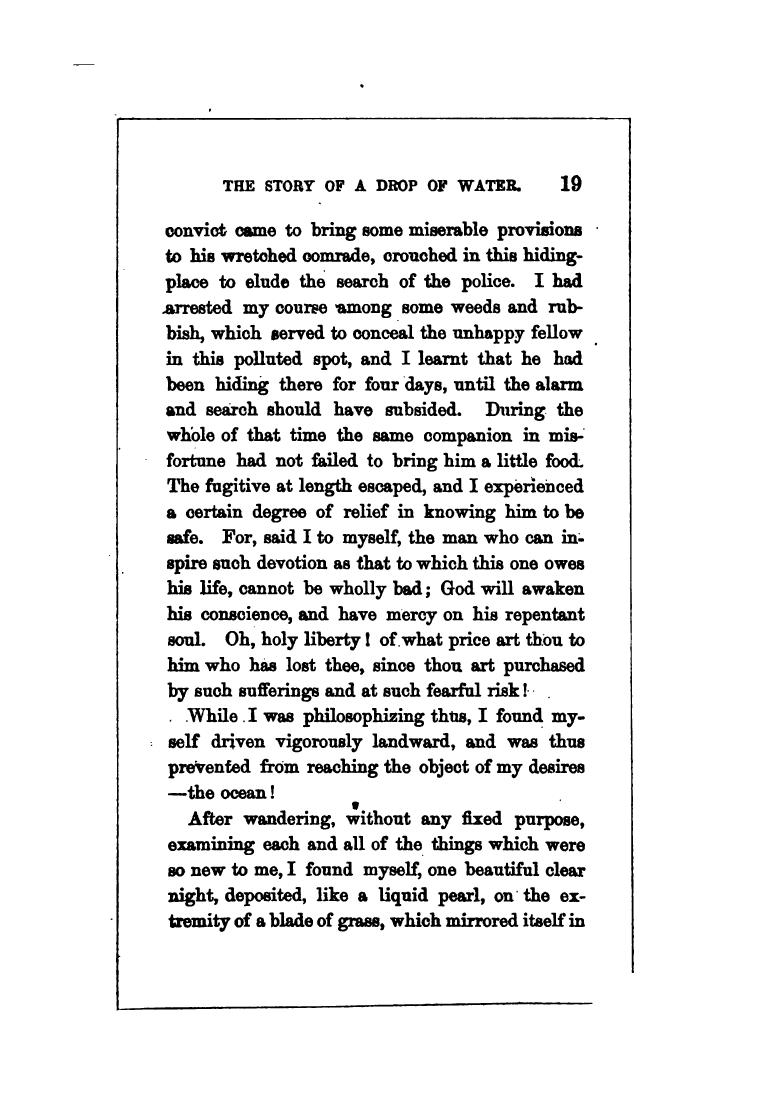 THE STORY OF A DROP OF WATER. 19
convict came to bring some miserable provisions
to his wretched comrade, crouched in this hiding-
place to elude the search of the police. I had
arrested my course among some weeds and rub-
bish, which served to conceal the unhappy fellow
in this polluted spot, and I learnt that he had
been hiding there for four days, until the alarm
and search should have subsided. During the
whole of that time the same companion in mis-
fortune had not failed to bring him a little food.
The fugitive at length escaped, and I experienced
a certain degree of relief in knowing him to be
safe. For, said I to myself, the man who can in-
spire such devotion as that to which this one owes
his life, cannot be wholly bad; God will awaken
his conscience, and have mercy on his repentant
soul. Oh, holy liberty! of what price art thou to
him who has lost thee, since thou art purchased
by such sufferings and at such fearful risk!
While I was philosophizing thus, I found my-
self driven vigorously landward, and was thus
prevented from reaching the object of my desires
—the ocean!
After wandering, without any fixed purpose,
examining each and all of the things which were
so new to me, I found myself, one beautiful clear
night, deposited, like a liquid pearl, on the ex-
tremity of a blade of grass, which mirrored itself in